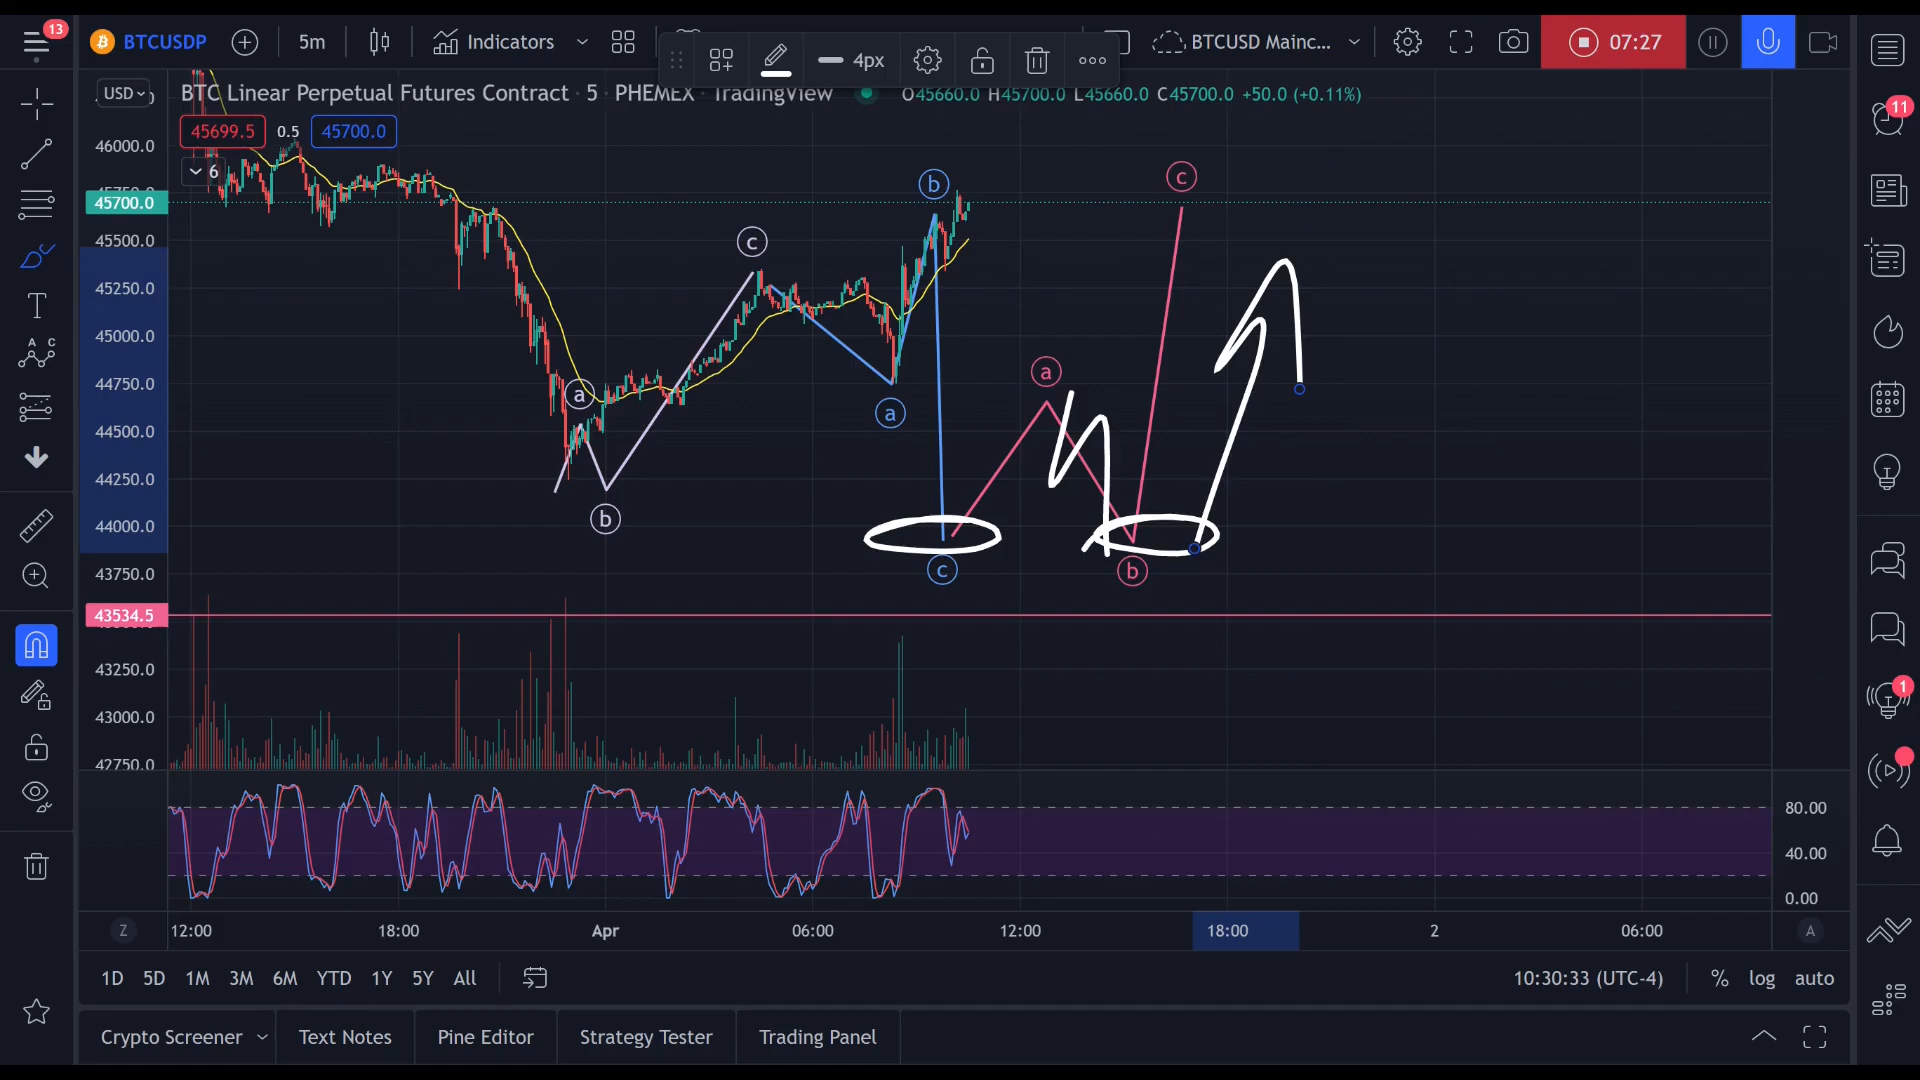 13
BTCUSDP
5m
Indicators
4px
BTCUSD Mainc...
07:27
USD
BTC Linear Perpetual Futures Contract · 5 · PHEMEX · TradingView
O45660.0 H45700.0 L45660.0 C45700.0 +50.0 (+0.11%)
45699.5 0.5 45700.0
6
11
1
46000.0
45700.0
45500.0
45250.0
45000.0
44750.0
44500.0
44250.0
44000.0
43750.0
43534.5
43250.0
43000.0
42750.0
a
b
c
a
b
c
a
b
c
80.00
40.00
0.00
Z
12:00
18:00
Apr
06:00
12:00
18:00
2
06:00
A
1D 5D 1M 3M 6M YTD 1Y 5Y All
10:30:33 (UTC-4) % log auto
Crypto Screener Text Notes Pine Editor Strategy Tester Trading Panel